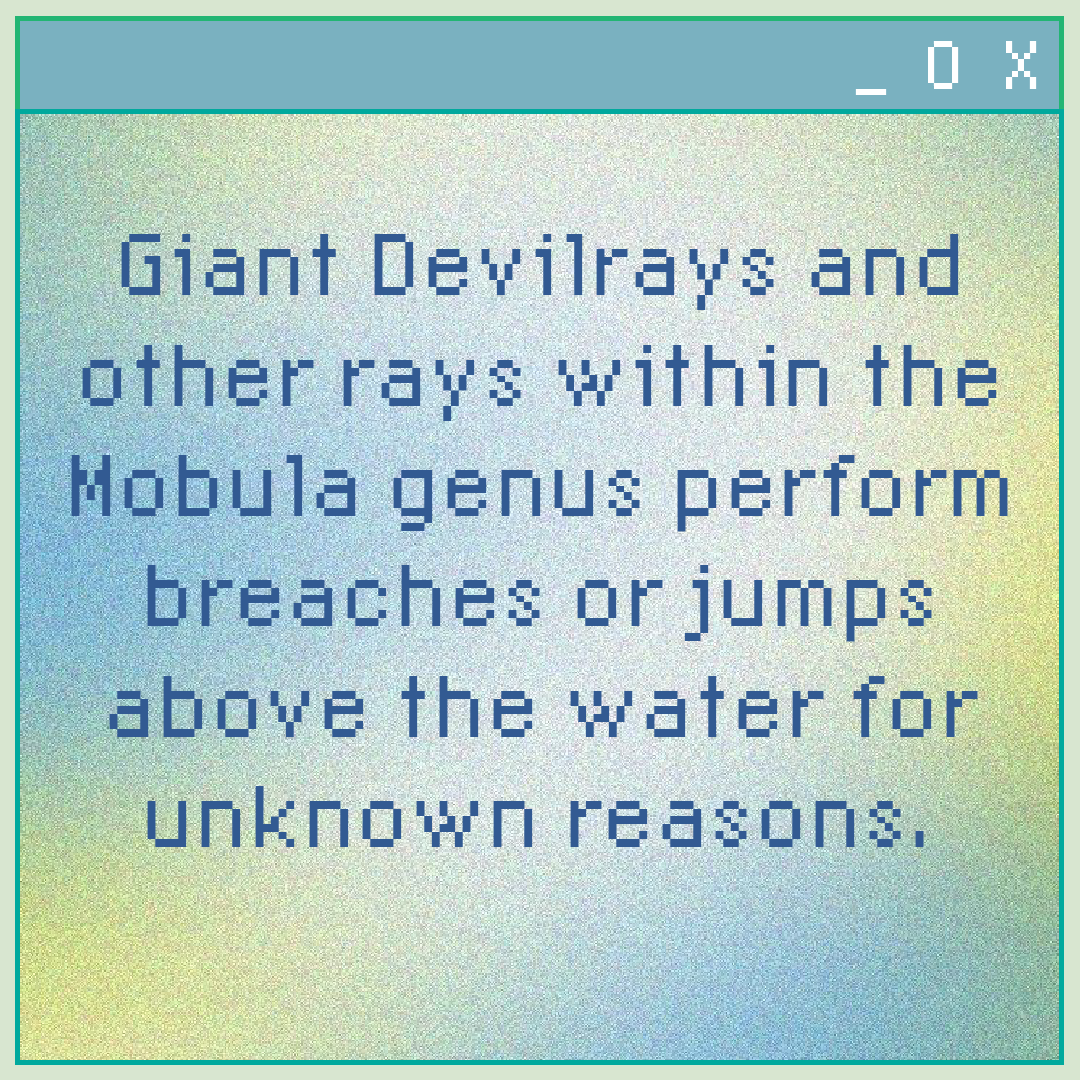 _ O X
Giant Devilrays and
other rays within the
Mobula genus perform
breaches or jumps
above the water for
unknown reasons.